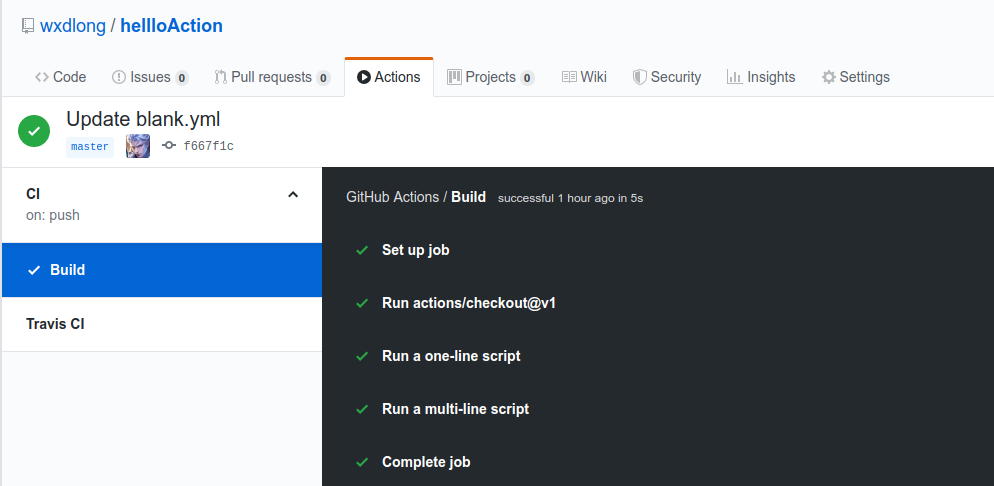 wxdlong / hellloAction
Code Issues 0 Pull requests 0 Actions Projects 0 Wiki Security Insights Settings
Update blank.yml
master f667f1c
CI
on: push
Build
Travis CI
GitHub Actions / Build successful 1 hour ago in 5s
Set up job
Run actions/checkout@v1
Run a one-line script
Run a multi-line script
Complete job